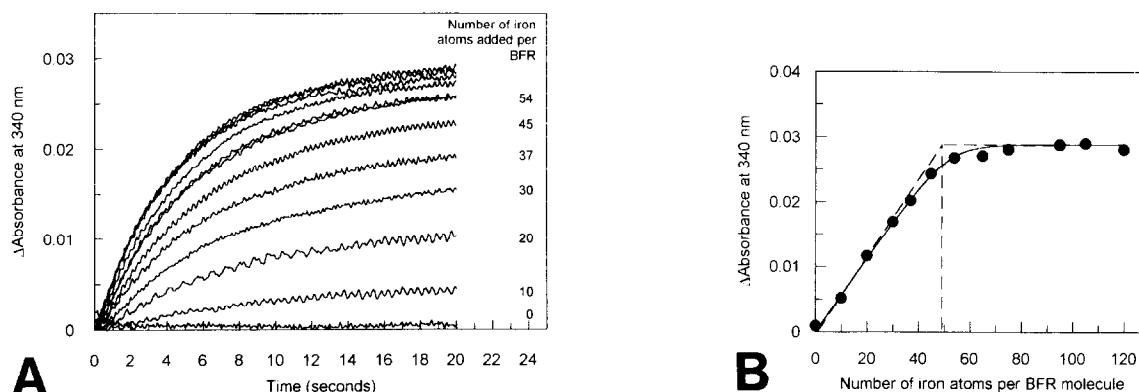 Number of iron
atoms added per
BFR
54
45
37
30
20
10
0
0.03
0.02
0.01
0
ΔAbsorbance at 340 nm
0 2 4 6 8 10 12 14 16 18 20 22 24
Time (seconds)
A
0.04
0.03
0.02
0.01
0
ΔAbsorbance at 340 nm
0 20 40 60 80 100 120
Number of iron atoms per BFR molecule
B